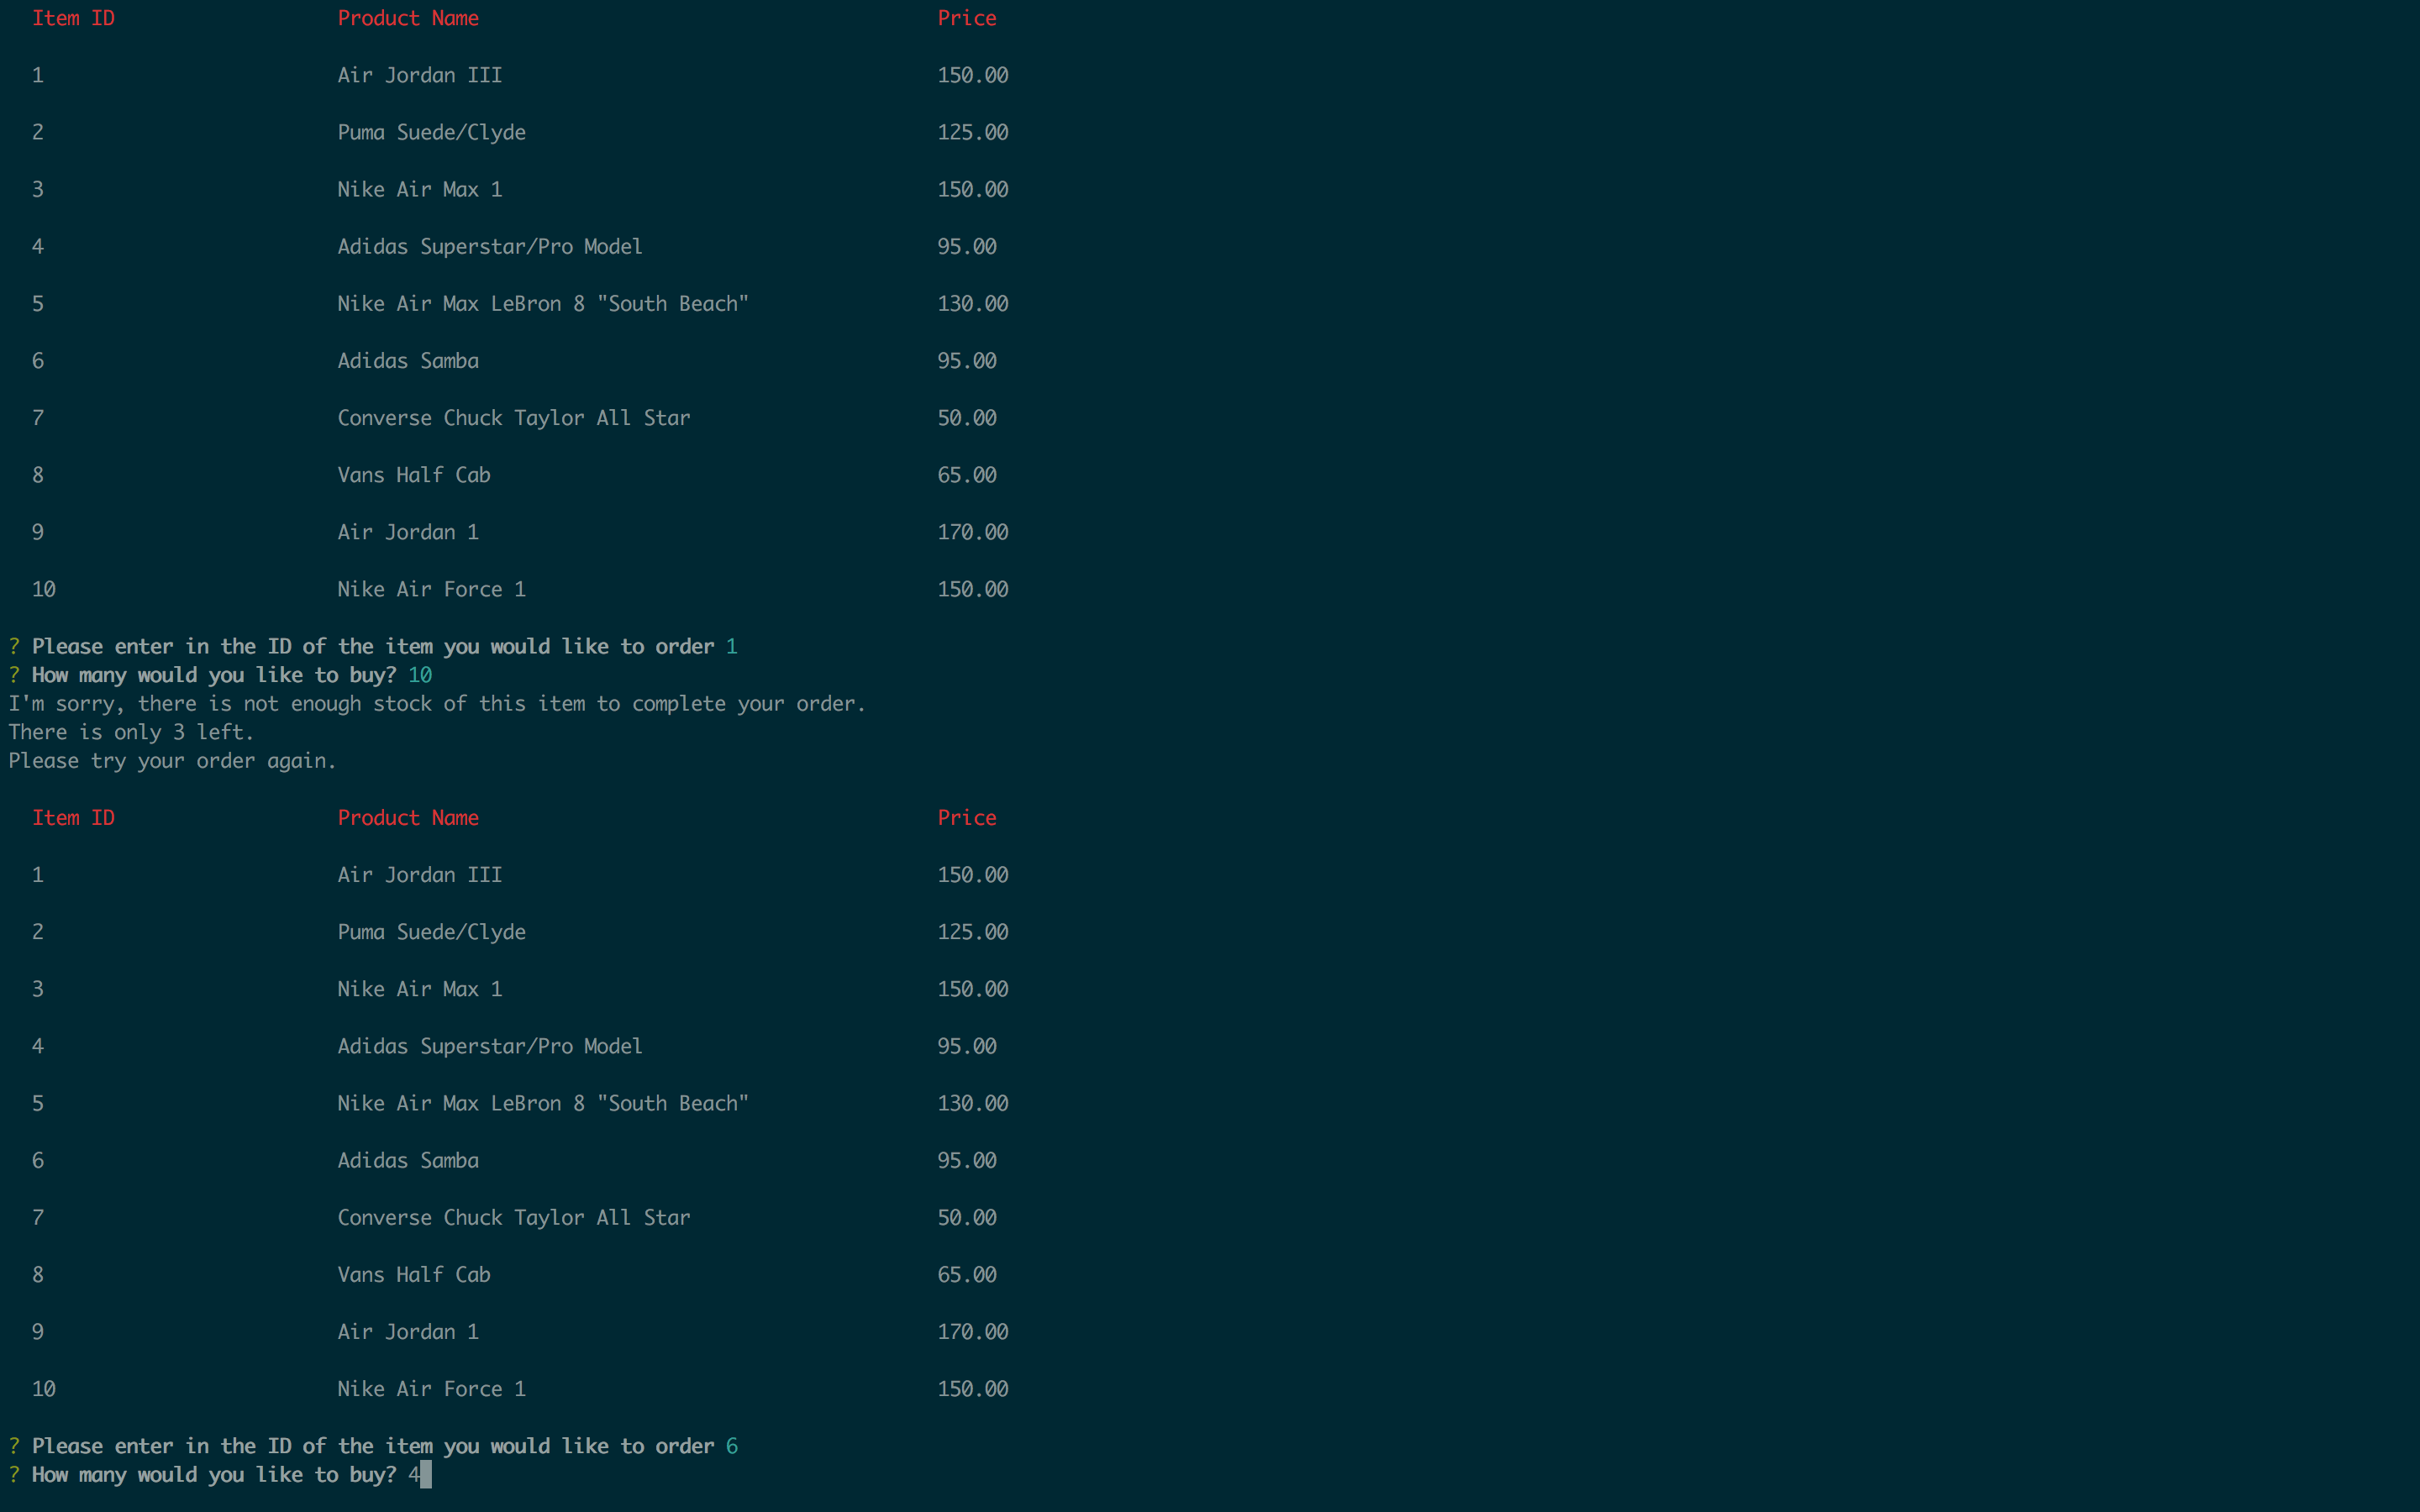 Item ID Product Name Price
1 Air Jordan III 150.00
2 Puma Suede/Clyde 125.00
3 Nike Air Max 1 150.00
4 Adidas Superstar/Pro Model 95.00
5 Nike Air Max LeBron 8 "South Beach" 130.00
6 Adidas Samba 95.00
7 Converse Chuck Taylor All Star 50.00
8 Vans Half Cab 65.00
9 Air Jordan 1 170.00
10 Nike Air Force 1 150.00
? Please enter in the ID of the item you would like to order 1
? How many would you like to buy? 10
I'm sorry, there is not enough stock of this item to complete your order.
There is only 3 left.
Please try your order again.
Item ID Product Name Price
1 Air Jordan III 150.00
2 Puma Suede/Clyde 125.00
3 Nike Air Max 1 150.00
4 Adidas Superstar/Pro Model 95.00
5 Nike Air Max LeBron 8 "South Beach" 130.00
6 Adidas Samba 95.00
7 Converse Chuck Taylor All Star 50.00
8 Vans Half Cab 65.00
9 Air Jordan 1 170.00
10 Nike Air Force 1 150.00
? Please enter in the ID of the item you would like to order 6
? How many would you like to buy? 4